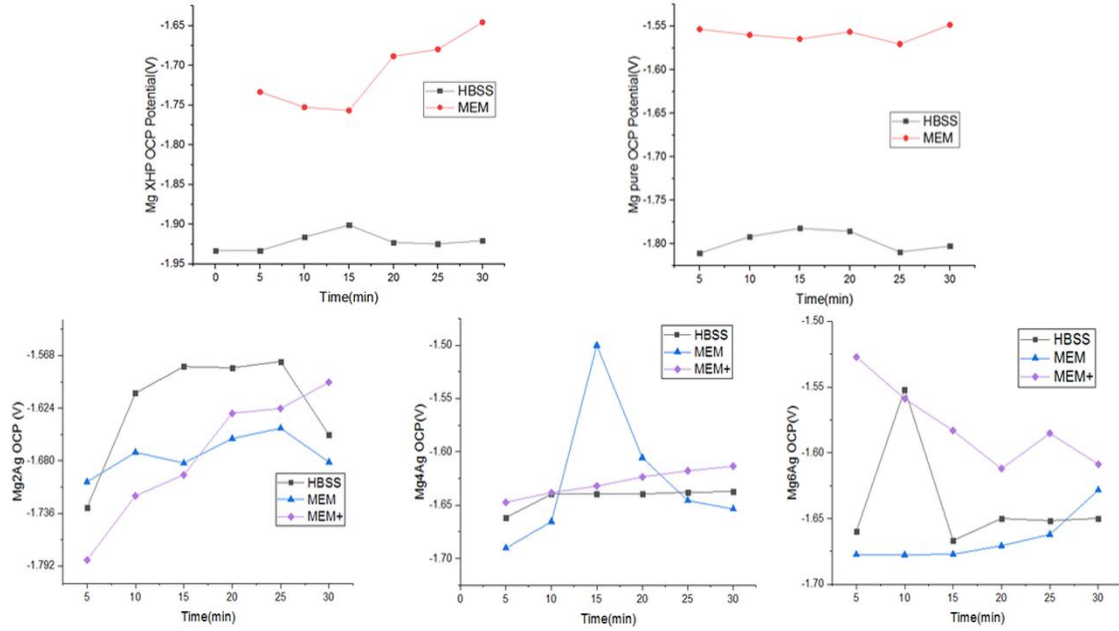 Mg XHP OCP Potential(V)
-1.65
-1.70
-1.75
-1.80
-1.85
-1.90
-1.95
HBSS
MEM
0 5 10 15 20 25 30
Time(min)
Mg pure OCP Potential(V)
-1.55
-1.60
-1.65
-1.70
-1.75
-1.80
HBSS
MEM
5 10 15 20 25 30
Time(min)
Mg2Ag OCP (V)
-1.568
-1.624
-1.680
-1.736
-1.792
HBSS
MEM
MEM+
5 10 15 20 25 30
Time(min)
Mg4Ag OCP(V)
-1.50
-1.55
-1.60
-1.65
-1.70
HBSS
MEM
MEM+
0 5 10 15 20 25 30
Time(min)
Mg6Ag OCP(V)
-1.50
-1.55
-1.60
-1.65
-1.70
HBSS
MEM
MEM+
5 10 15 20 25 30
Time(min)